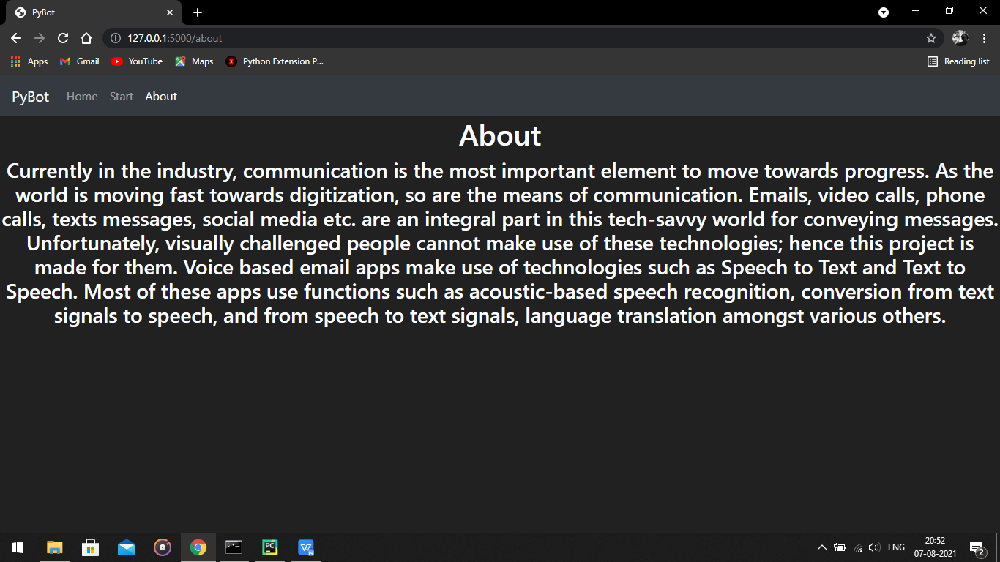 PyBot
127.0.0.1:5000/about
Apps Gmail YouTube Maps Python Extension P... Reading list
PyBot Home Start About
About
Currently in the industry, communication is the most important element to move towards progress. As the
world is moving fast towards digitization, so are the means of communication. Emails, video calls, phone
calls, texts messages, social media etc. are an integral part in this tech-savvy world for conveying messages.
Unfortunately, visually challenged people cannot make use of these technologies; hence this project is
made for them. Voice based email apps make use of technologies such as Speech to Text and Text to
Speech. Most of these apps use functions such as acoustic-based speech recognition, conversion from text
signals to speech, and from speech to text signals, language translation amongst various others.
PC
ENG
20:52
07-08-2021
2